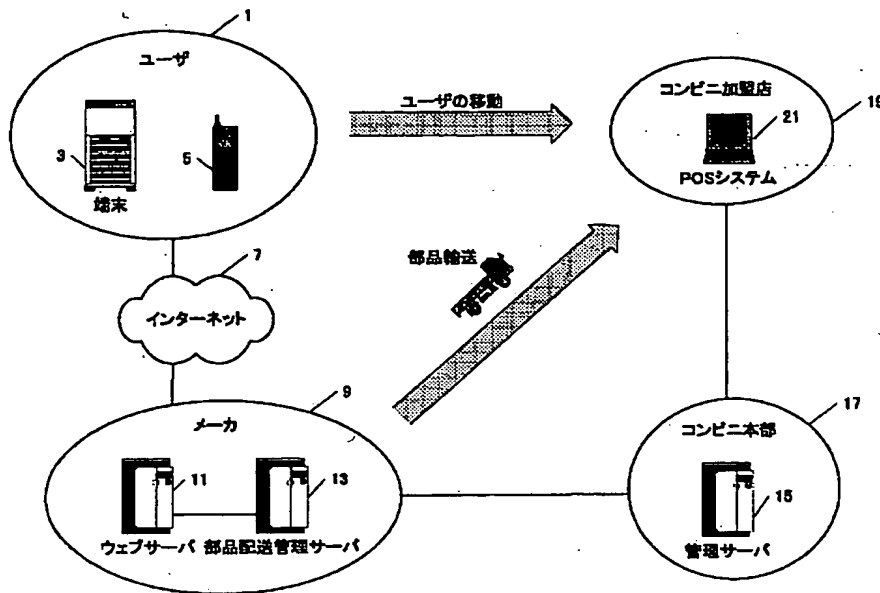 1
ユーザ
3
5
端末
ユーザの移動
コンビニ加盟店
21
19
POSシステム
7
インターネット
部品輸送
9
メーカ
11
13
ウェブサーバ
部品配送管理サーバ
17
コンビニ本部
15
管理サーバ